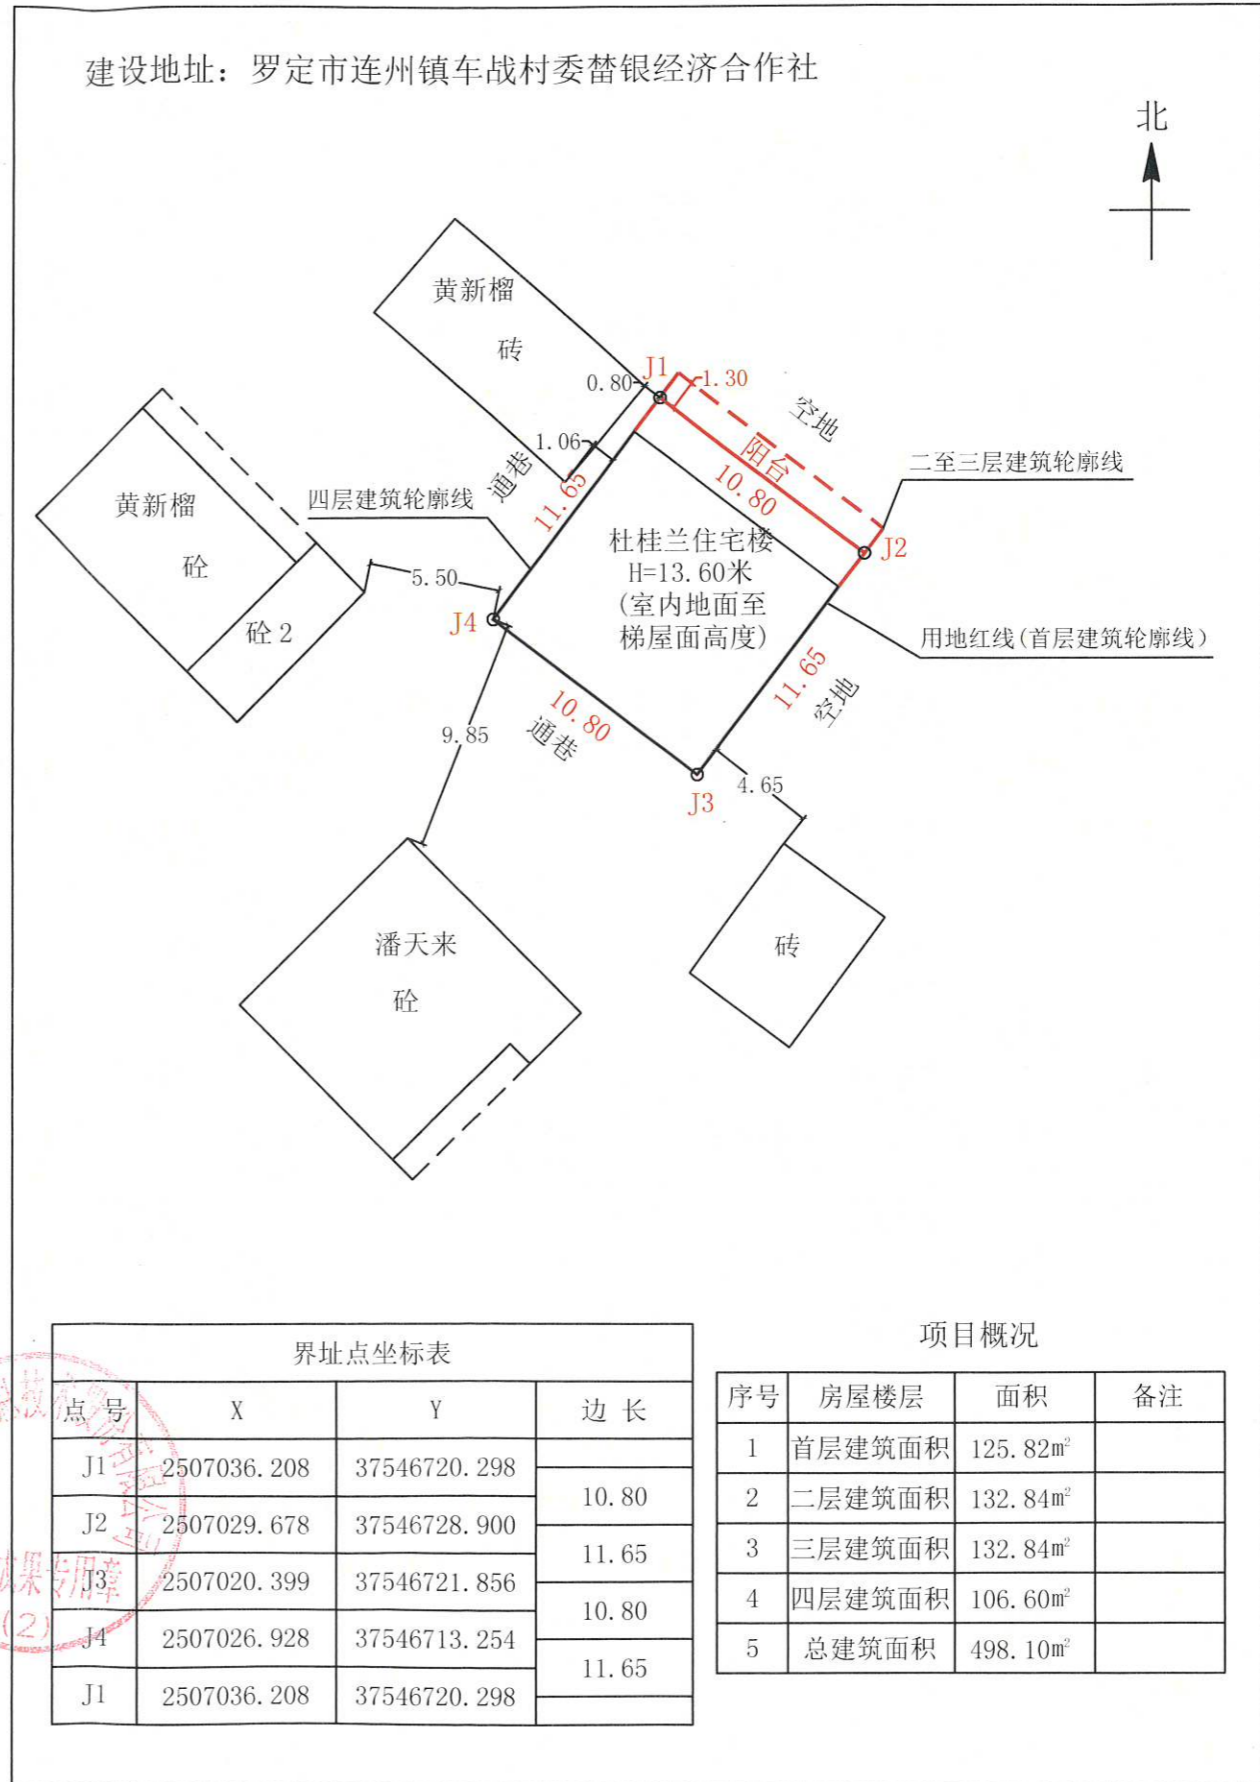 建设地址：罗定市连州镇车战村委榃银经济合作社
北
黄新榴
砖
J1
0.80
1.30
空地
1.06
阳台
二至三层建筑轮廓线
通巷
10.80
黄新榴
四层建筑轮廓线
11.65
杜桂兰住宅楼
J2
砼
H=13.60米
5.50
(室内地面至
砼2
J4
梯屋面高度)
用地红线(首层建筑轮廓线)
11.65
空地
10.80
9.85
通巷
4.65
J3
潘天来
砖
砼
界址点坐标表
点 号 X Y 边 长
J1 2507036.208 37546720.298
10.80
J2 2507029.678 37546728.900
11.65
J3 2507020.399 37546721.856
10.80
J4 2507026.928 37546713.254
11.65
J1 2507036.208 37546720.298
项目概况
序号 房屋楼层 面积 备注
1 首层建筑面积 125.82m²
2 二层建筑面积 132.84m²
3 三层建筑面积 132.84m²
4 四层建筑面积 106.60m²
5 总建筑面积 498.10m²
有限公司
成果专用章
(2)